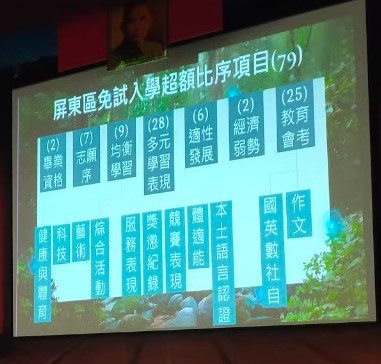 屏東區免試入學超額比序項目(79)
(2)
畢業
資格
(7)
志願
序
(9)
均衡
學習
(28)
多元
學習
表現
(6)
適性
發展
(2)
經濟
弱勢
(25)
教育
會考
健康與體育
科技
藝術
綜合活動
服務表現
獎懲紀錄
競賽表現
體適能
本土語言認證
國英數社自
作文